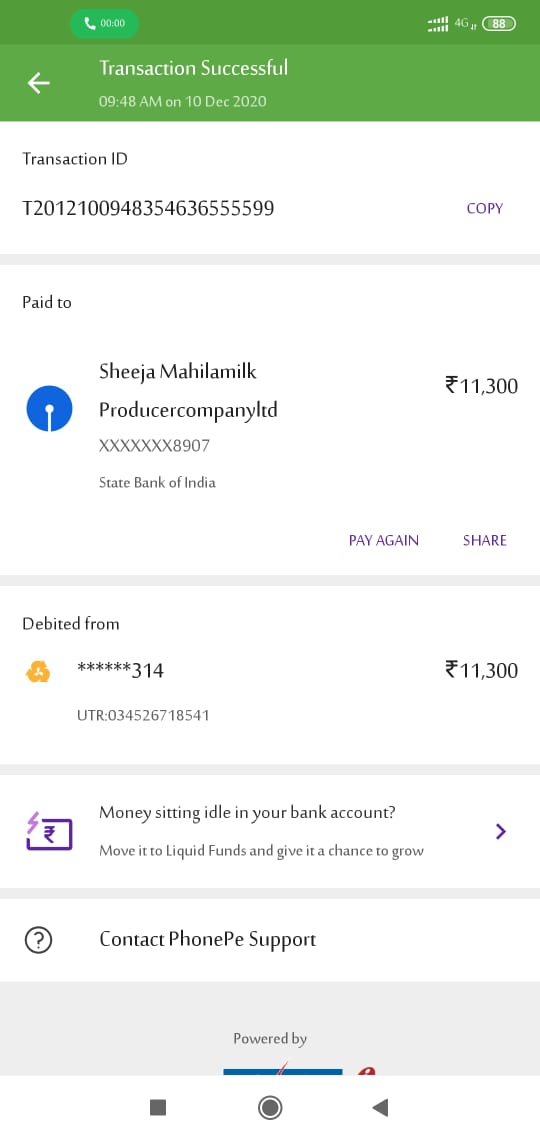 00:00
4G
88
Transaction Successful
09:48 AM on 10 Dec 2020
Transaction ID
T2012100948354636555599
COPY
Paid to
Sheeja Mahilamilk
Producercompanyltd
₹11,300
XXXXXXX8907
State Bank of India
PAY AGAIN
SHARE
Debited from
******314
₹11,300
UTR:034526718541
Money sitting idle in your bank account?
Move it to Liquid Funds and give it a chance to grow
Contact PhonePe Support
Powered by